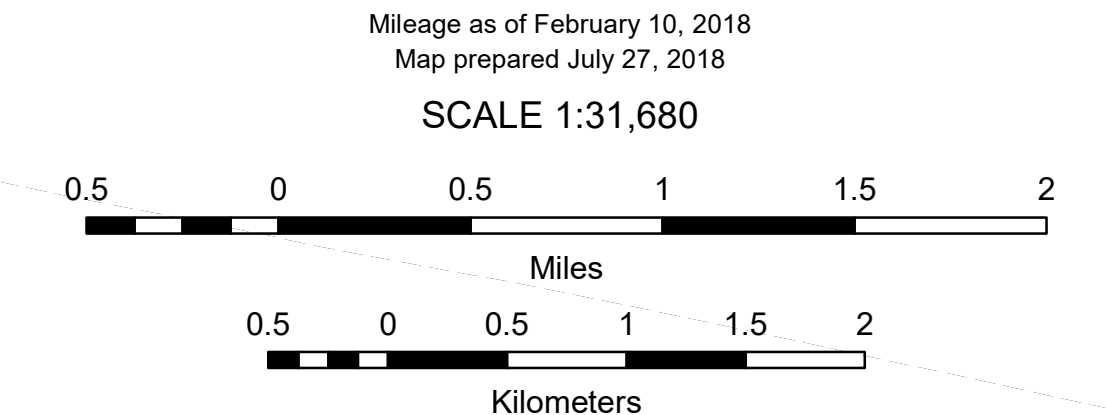 Mileage as of February 10, 2018
Map prepared July 27, 2018
SCALE 1:31,680
0.5 0 0.5 1 1.5 2
Miles
0.5 0 0.5 1 1.5 2
Kilometers